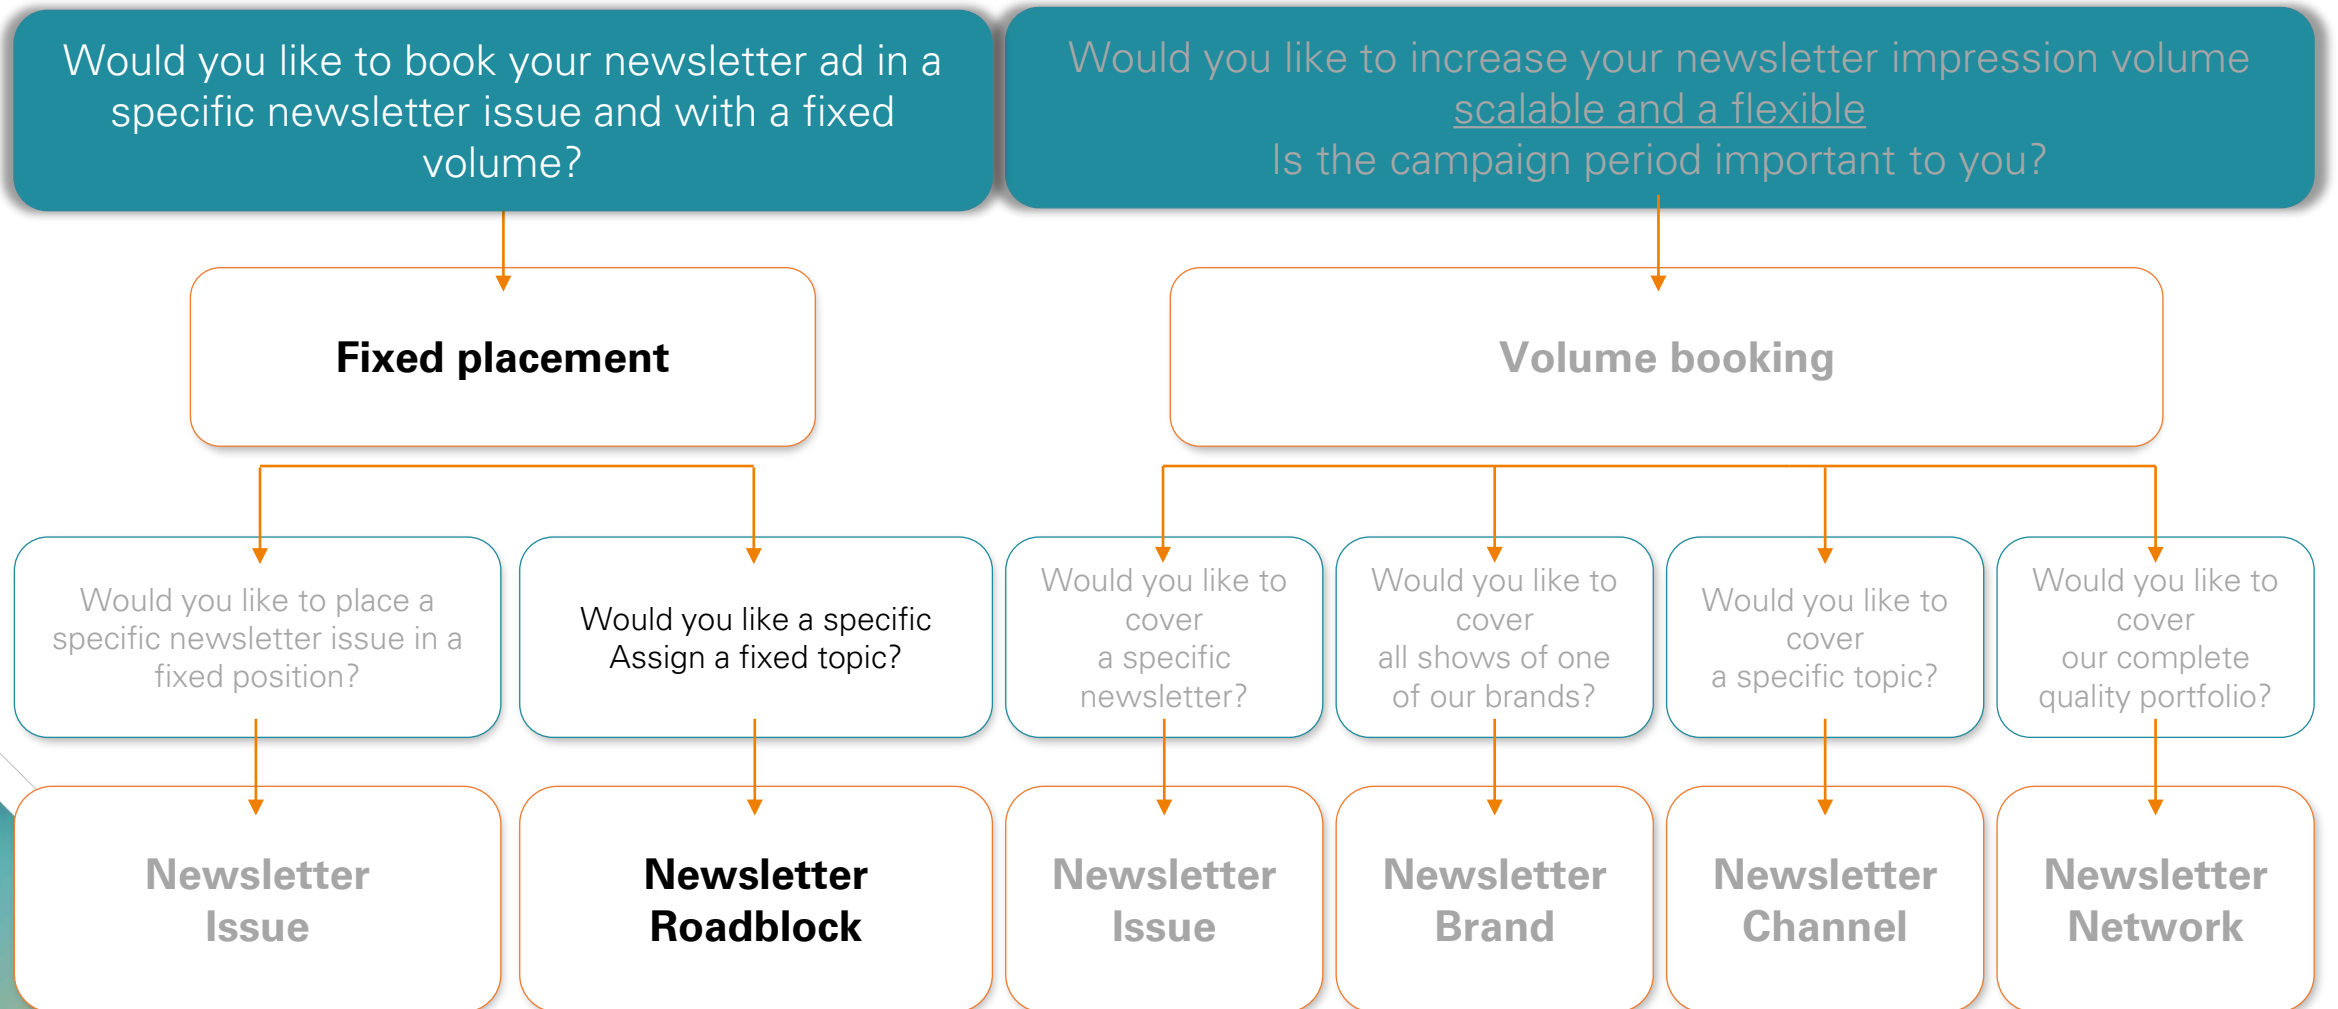 Would you like to book your newsletter ad in a
specific newsletter issue and with a fixed
volume?
Would you like to increase your newsletter impression volume
scalable and a flexible
Is the campaign period important to you?
Fixed placement
Volume booking
Would you like to place a
specific newsletter issue in a
fixed position?
Would you like a specific
Assign a fixed topic?
Would you like to
cover
a specific
newsletter?
Would you like to
cover
all shows of one
of our brands?
Would you like to
cover
a specific topic?
Would you like to
cover
our complete
quality portfolio?
Newsletter
Issue
Newsletter
Roadblock
Newsletter
Issue
Newsletter
Brand
Newsletter
Channel
Newsletter
Network